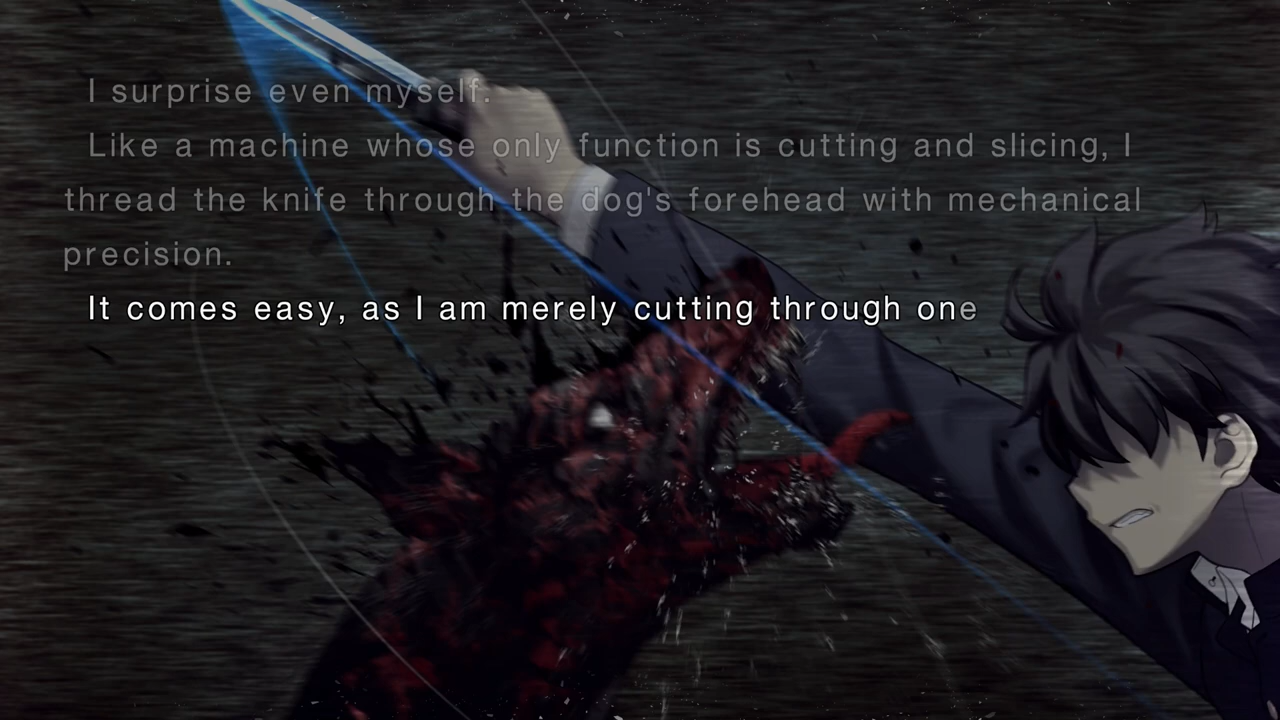 I surprise even myself.
Like a machine whose only function is cutting and slicing, I
thread the knife through the dog's forehead with mechanical
precision.
It comes easy, as I am merely cutting through one